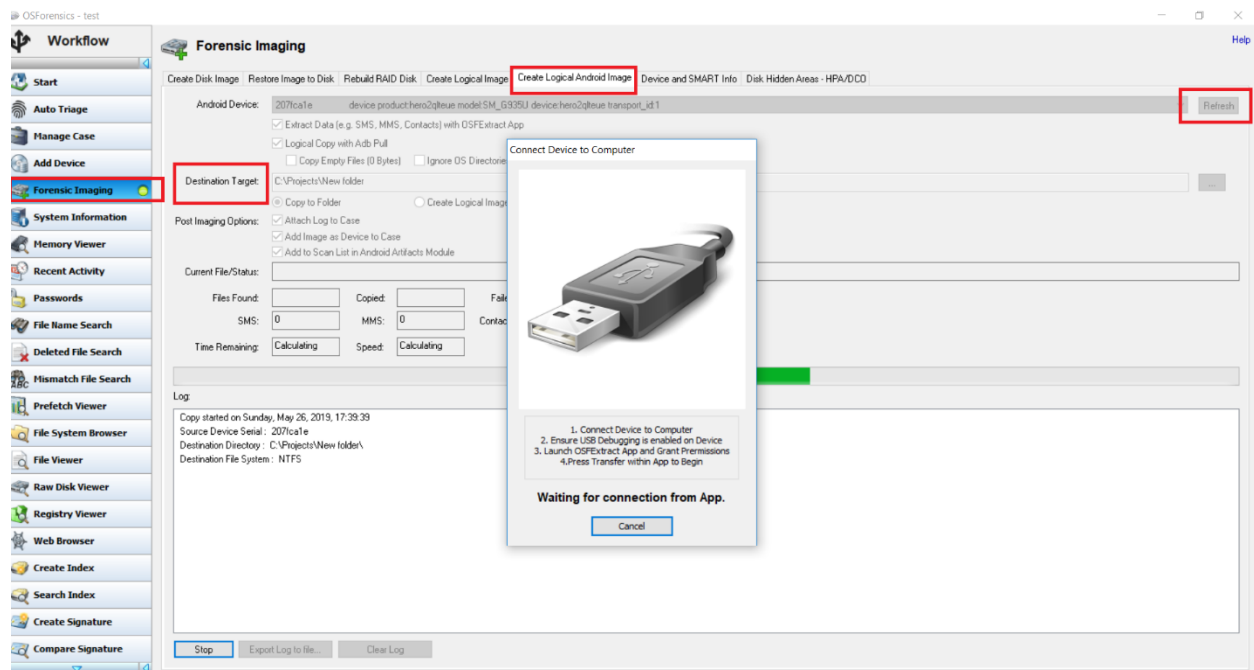 OSForensics - test
Workflow
Start
Auto Triage
Manage Case
Add Device
Forensic Imaging
System Information
Memory Viewer
Recent Activity
Passwords
File Name Search
Deleted File Search
Mismatch File Search
Prefetch Viewer
File System Browser
File Viewer
Raw Disk Viewer
Registry Viewer
Web Browser
Create Index
Search Index
Create Signature
Compare Signature
Forensic Imaging
Help
Create Disk Image Restore Image to Disk Rebuild RAID Disk Create Logical Image Create Logical Android Image Device and SMART Info Disk Hidden Areas - HPA/DCO
Android Device: 207fca1e device product:hero2qlteue model:SM_G935U device:hero2qlteue transport_id:1 Refresh
Extract Data (e.g. SMS, MMS, Contacts) with OSFExtract App
Logical Copy with Adb Pull
Copy Empty Files (0 Bytes) Ignore OS Directorie
Destination Target: C:\Projects\New folder ...
Copy to Folder Create Logical Image
Post Imaging Options: Attach Log to Case
Add Image as Device to Case
Add to Scan List in Android Artifacts Module
Current File/Status:
Files Found: Copied: Faile
SMS: 0 MMS: 0 Contac
Time Remaining: Calculating Speed: Calculating
Log:
Copy started on Sunday, May 26, 2019, 17:39:39
Source Device Serial : 207fca1e
Destination Directory : C:\Projects\New folder\
Destination File System : NTFS
Stop Export Log to file... Clear Log
Connect Device to Computer
1. Connect Device to Computer
2. Ensure USB Debugging is enabled on Device
3. Launch OSFExtract App and Grant Prermissions
4.Press Transfer within App to Begin
Waiting for connection from App.
Cancel